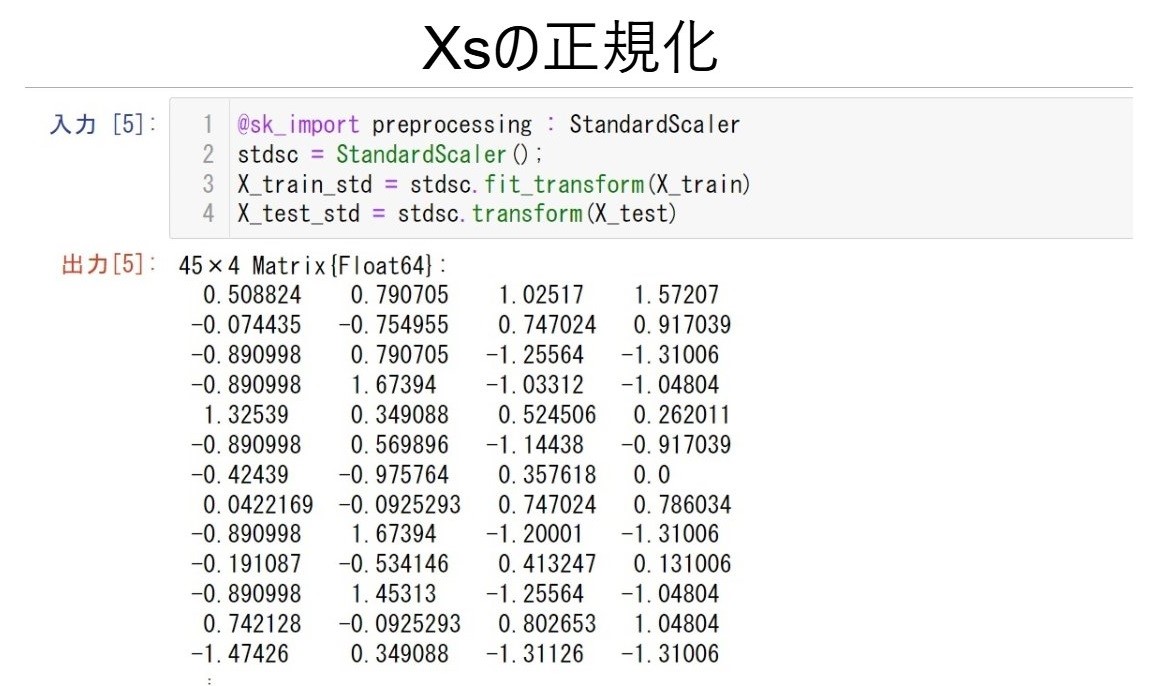 Xsの正規化
入力 [5]:
1 @sk_import preprocessing : StandardScaler
2 stdsc = StandardScaler();
3 X_train_std = stdsc.fit_transform(X_train)
4 X_test_std = stdsc.transform(X_test)
出力[5]: 45×4 Matrix{Float64}:
0.508824 0.790705 1.02517 1.57207
-0.074435 -0.754955 0.747024 0.917039
-0.890998 0.790705 -1.25564 -1.31006
-0.890998 1.67394 -1.03312 -1.04804
1.32539 0.349088 0.524506 0.262011
-0.890998 0.569896 -1.14438 -0.917039
-0.42439 -0.975764 0.357618 0.0
0.0422169 -0.0925293 0.747024 0.786034
-0.890998 1.67394 -1.20001 -1.31006
-0.191087 -0.534146 0.413247 0.131006
-0.890998 1.45313 -1.25564 -1.04804
0.742128 -0.0925293 0.802653 1.04804
-1.47426 0.349088 -1.31126 -1.31006
⋮